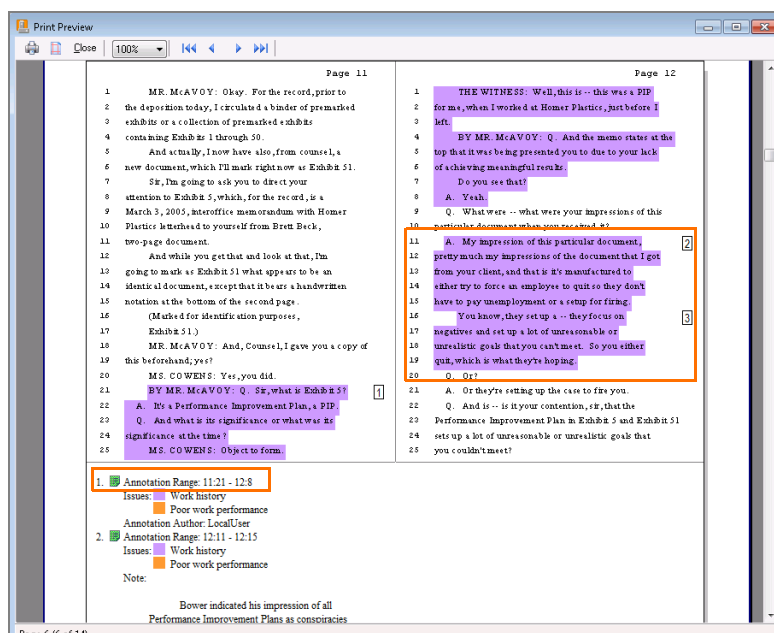 Print Preview
Close 100%
Page 11
1 MR. McAVOY: Okay. For the record, prior to
2 the deposition today, I circulated a binder of premarked
3 exhibits or a collection of premarked exhibits
4 containing Exhibits 1 through 50.
5 And actually, I now have also, from counsel, a
6 new document, which I'll mark right now as Exhibit 51.
7 Sir, I'm going to ask you to direct your
8 attention to Exhibit 5, which, for the record, is a
9 March 3, 2005, interoffice memorandum with Homer
10 Plastics letterhead to yourself from Brett Beck,
11 two-page document.
12 And while you get that and look at that, I'm
13 going to mark as Exhibit 51 what appears to be an
14 identical document, except that it bears a handwritten
15 notation at the bottom of the second page.
16 (Marked for identification purposes,
17 Exhibit 51.)
18 MR. McAVOY: And, Counsel, I gave you a copy of
19 this beforehand; yes?
20 MS. COWENS: Yes, you did.
21 BY MR. McAVOY: Q. Sir, what is Exhibit 5? 1
22 A. It's a Performance Improvement Plan, a PIP.
23 Q. And what is its significance or what was its
24 significance at the time?
25 MS. COWENS: Object to form.
Page 12
1 THE WITNESS: Well, this is -- this was a PIP
2 for me, when I worked at Homer Plastics, just before I
3 left.
4 BY MR. McAVOY: Q. And the memo states at the
5 top that it was being presented you to due to your lack
6 of achieving meaningful results.
7 Do you see that?
8 A. Yeah.
9 Q. What were -- what were your impressions of this
10 particular document when you received it?
11 A. My impression of this particular document, 2
12 pretty much my impressions of the document that I got
13 from your client, and that is it's manufactured to
14 either try to force an employee to quit so they don't
15 have to pay unemployment or a setup for firing.
16 You know, they set up a -- they focus on 3
17 negatives and set up a lot of unreasonable or
18 unrealistic goals that you can't meet. So you either
19 quit, which is what they're hoping.
20 Q. Or?
21 A. Or they're setting up the case to fire you.
22 Q. And is -- is it your contention, sir, that the
23 Performance Improvement Plan in Exhibit 5 and Exhibit 51
24 sets up a lot of unreasonable or unrealistic goals that
25 you couldn't meet?
1. Annotation Range: 11:21 - 12:8
Issues: Work history
Poor work performance
Annotation Author: LocalUser
2. Annotation Range: 12:11 - 12:15
Issues: Work history
Poor work performance
Note:
Bower indicated his impression of all
Performance Improvement Plans as conspiracies
Page 6 (6 of 14)